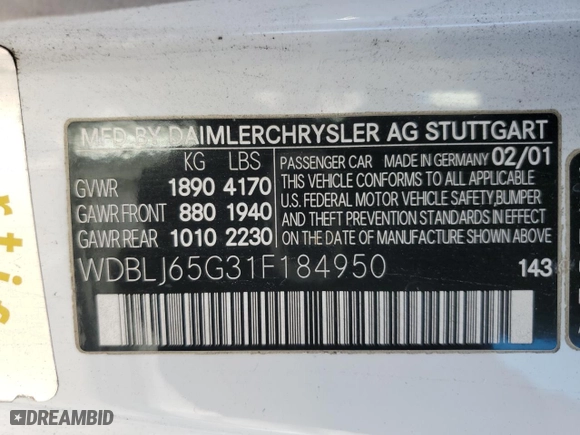 MFD BY DAIMLERCHRYSLER AG STUTTGART
KG LBS
GVWR 1890 4170
GAWR FRONT 880 1940
GAWR REAR 1010 2230
PASSENGER CAR MADE IN GERMANY 02/01
THIS VEHICLE CONFORMS TO ALL APPLICABLE
U.S. FEDERAL MOTOR VEHICLE SAFETY,BUMPER
AND THEFT PREVENTION STANDARDS IN
EFFECT ON THE DATE OF MANUFACTURE
WDBLJ65G31F184950
143
DREAMBID